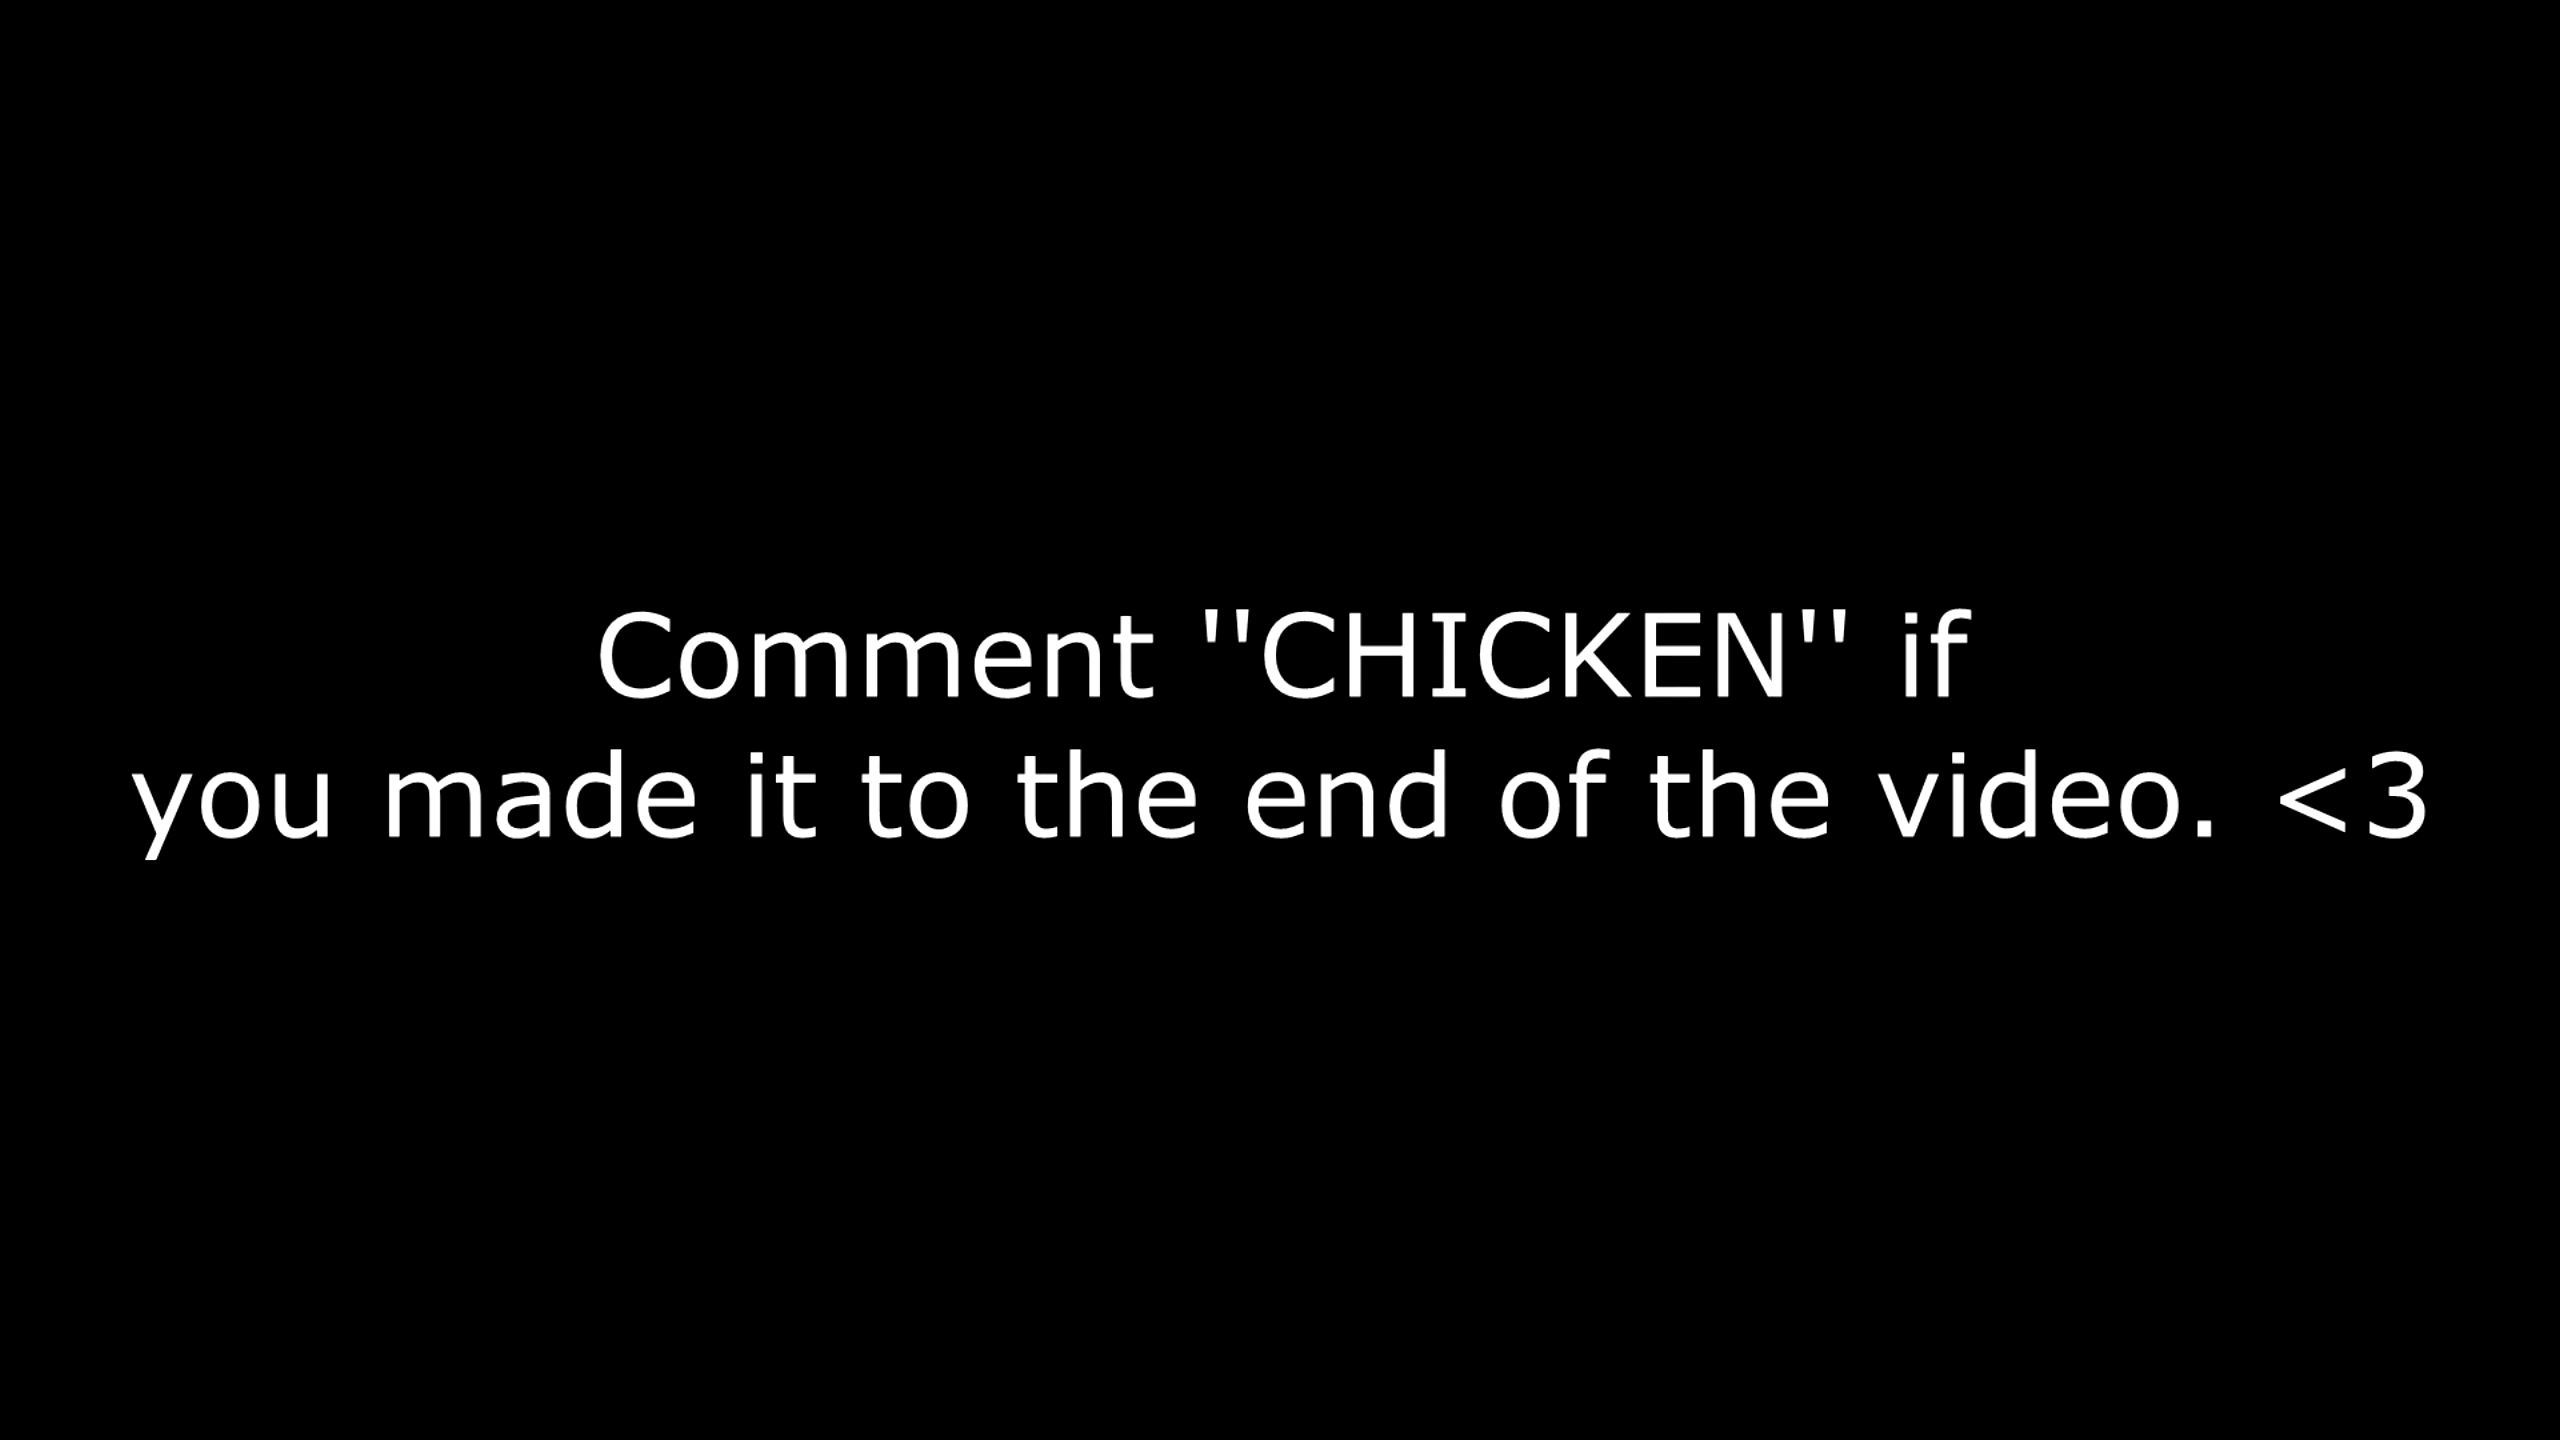 Comment ''CHICKEN'' if
you made it to the end of the video. <3